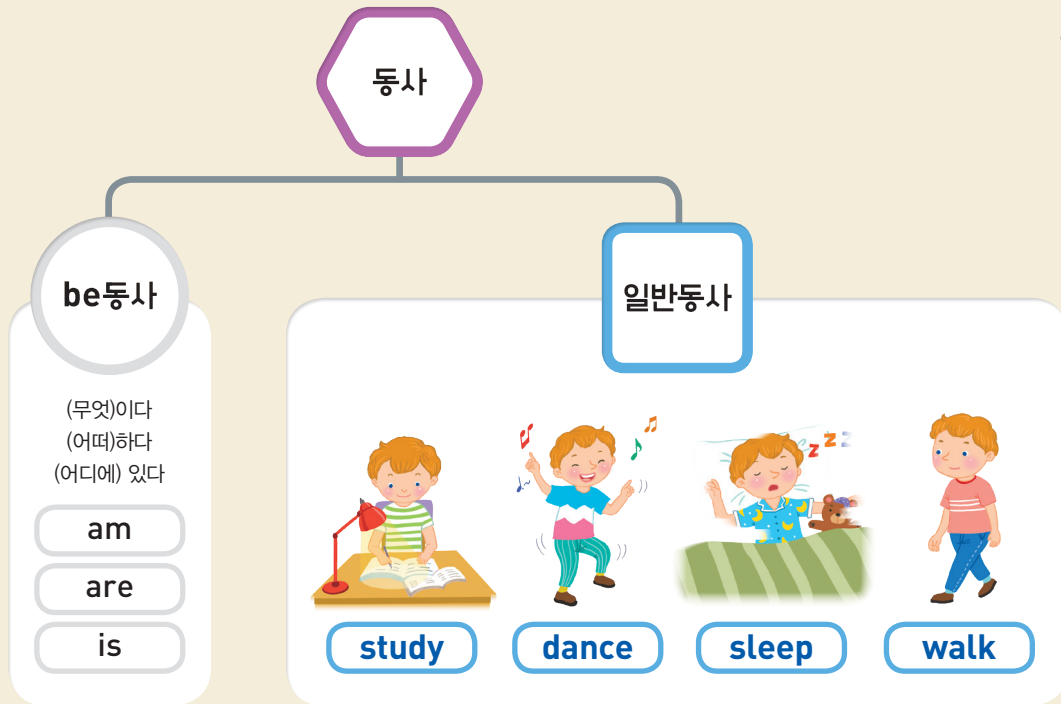 동사
be동사
일반동사
(무엇)이다
(어떠)하다
(어디에) 있다
am
are
is
z z z
study
dance
sleep
walk